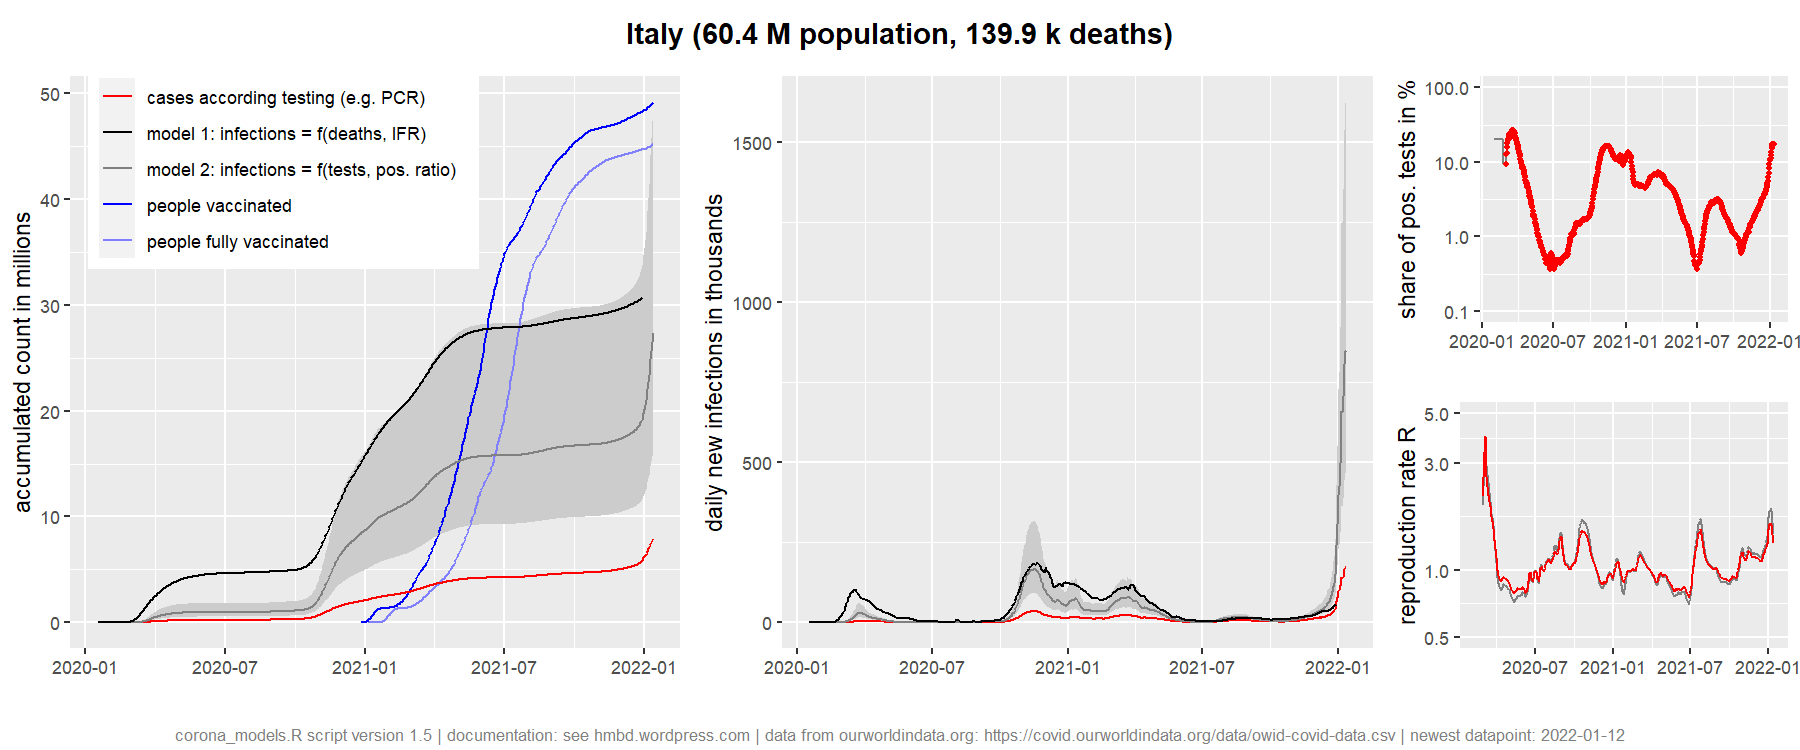 Italy (60.4 M population, 139.9 k deaths)
accumulated count in millions
50
40
30
20
10
0
cases according testing (e.g. PCR)
model 1: infections = f(deaths, IFR)
model 2: infections = f(tests, pos. ratio)
people vaccinated
people fully vaccinated
2020-01 2020-07 2021-01 2021-07 2022-01
daily new infections in thousands
1500
1000
500
0
2020-01 2020-07 2021-01 2021-07 2022-01
share of pos. tests in %
100.0
10.0
1.0
0.1
2020-01 2020-07 2021-01 2021-07 2022-01
reproduction rate R
5.0
3.0
1.0
0.5
2020-07 2021-01 2021-07 2022-01
corona_models.R script version 1.5 | documentation: see hmbd.wordpress.com | data from ourworldindata.org: https://covid.ourworldindata.org/data/owid-covid-data.csv | newest datapoint: 2022-01-12